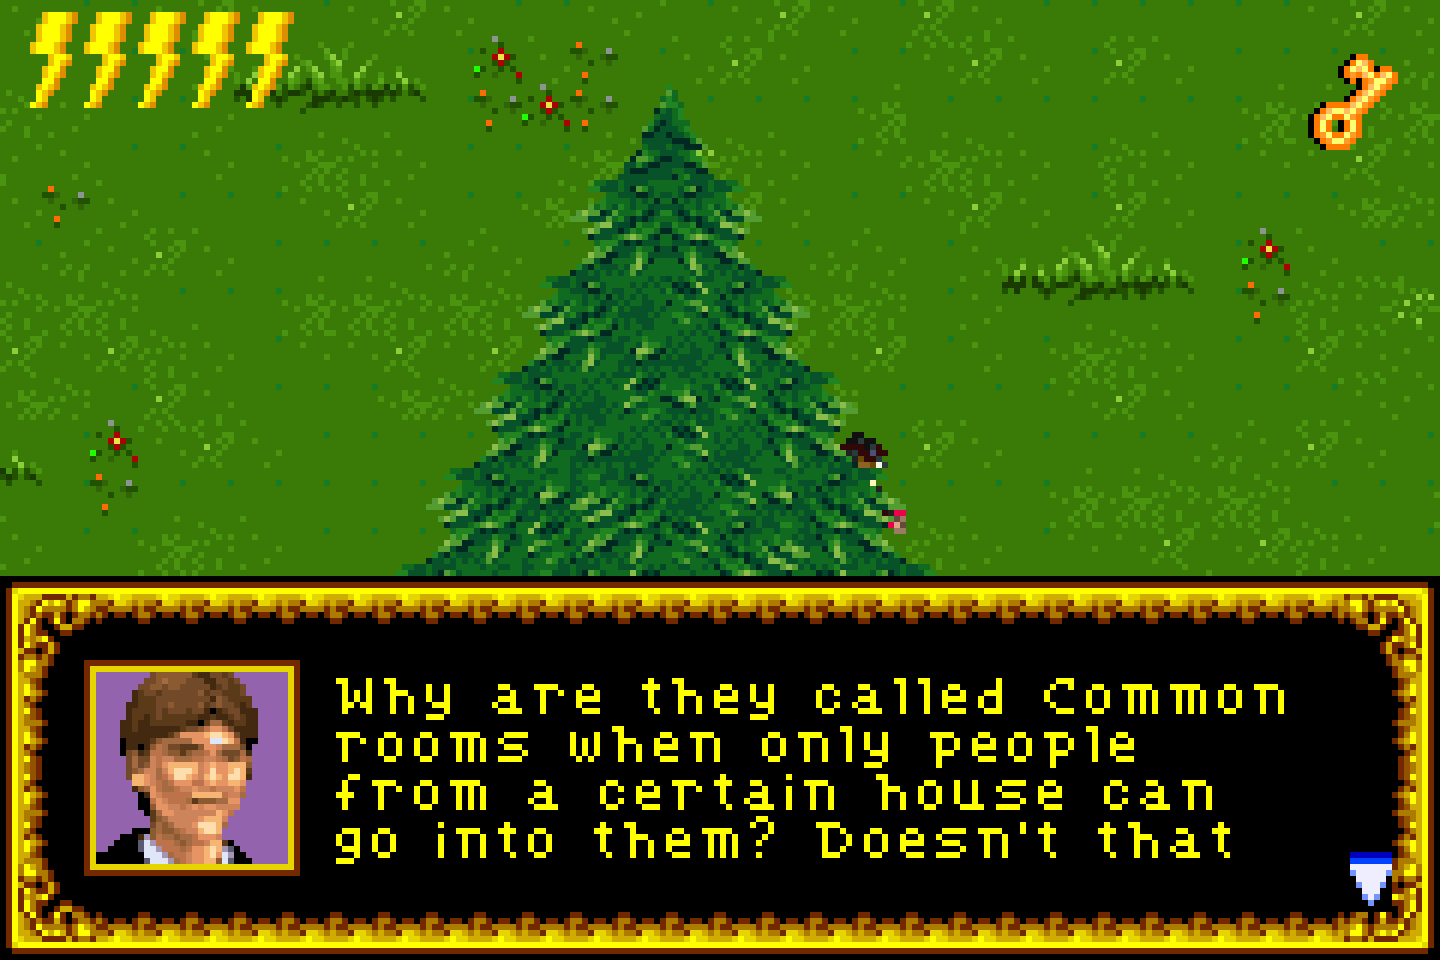 Why are they called Common
rooms when only people
from a certain house can
go into them? Doesn't that